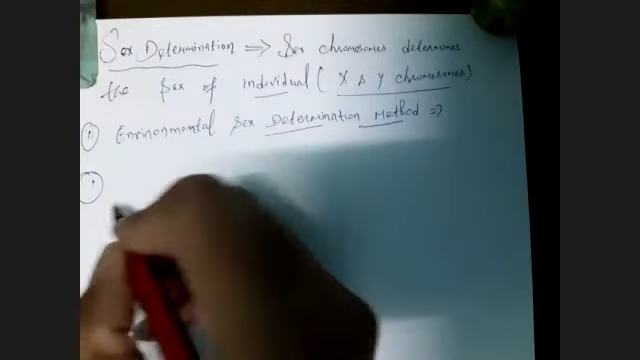 Sex Determination => Sex chromosomes determines
the sex of individual ( X & y chromosomes )
① Environmental Sex Determination Method =>